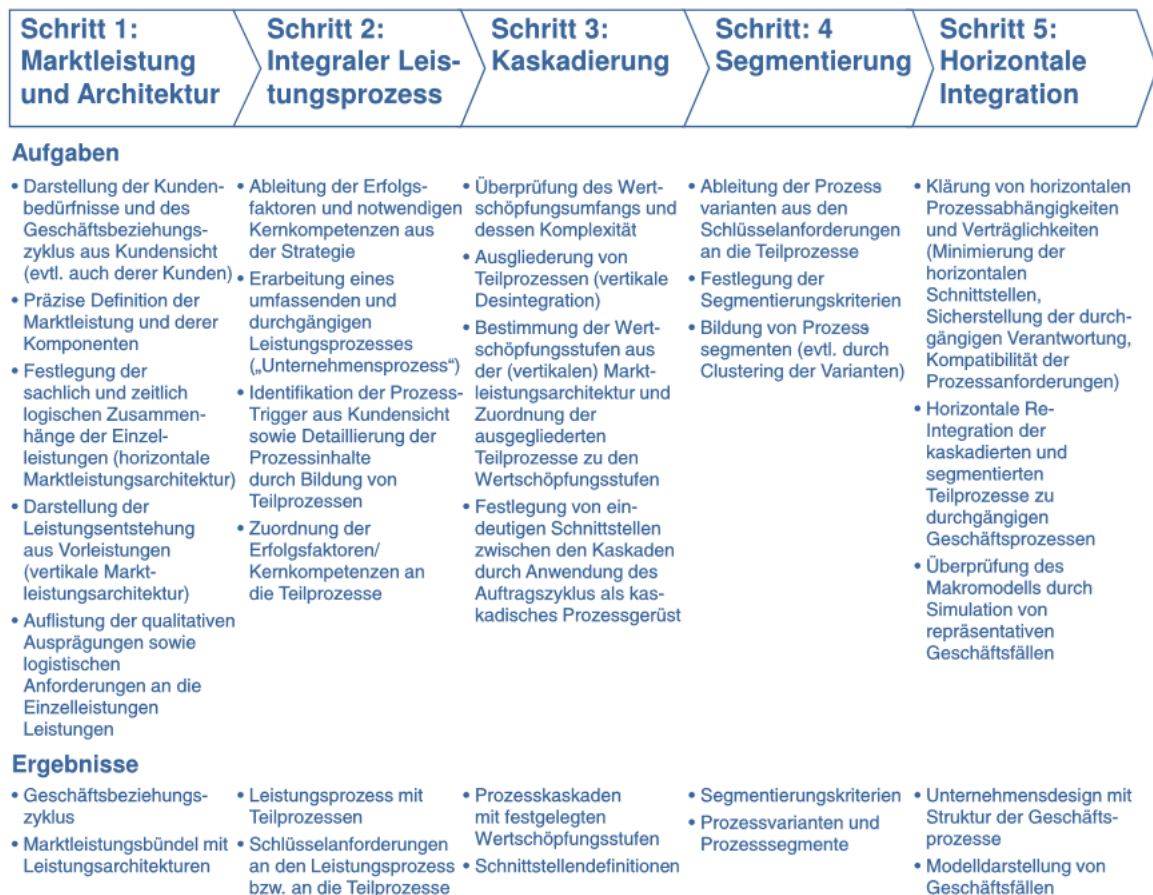 Schritt 1:
Marktleistung
und Architektur
Schritt 2:
Integraler Leis-
tungsprozess
Schritt 3:
Kaskadierung
Schritt: 4
Segmentierung
Schritt 5:
Horizontale
Integration
Aufgaben
• Darstellung der Kunden-
bedürfnisse und des
Geschäftsbeziehungs-
zyklus aus Kundensicht
(evtl. auch derer Kunden)
• Präzise Definition der
Marktleistung und derer
Komponenten
• Festlegung der
sachlich und zeitlich
logischen Zusammen-
hänge der Einzel-
leistungen (horizontale
Marktleistungsarchitektur)
• Darstellung der
Leistungsentstehung
aus Vorleistungen
(vertikale Markt-
leistungsarchitektur)
• Auflistung der qualitativen
Ausprägungen sowie
logistischen
Anforderungen an die
Einzelleistungen
Leistungen
• Ableitung der Erfolgs-
faktoren und notwendigen
Kernkompetenzen aus
der Strategie
• Erarbeitung eines
umfassenden und
durchgängigen
Leistungsprozesses
(„Unternehmensprozess“)
• Identifikation der Prozess-
Trigger aus Kundensicht
sowie Detaillierung der
Prozessinhalte
durch Bildung von
Teilprozessen
• Zuordnung der
Erfolgsfaktoren/
Kernkompetenzen an
die Teilprozesse
• Überprüfung des Wert-
schöpfungsumfangs und
dessen Komplexität
• Ausgliederung von
Teilprozessen (vertikale
Desintegration)
• Bestimmung der Wert-
schöpfungsstufen aus
der (vertikalen) Markt-
leistungsarchitektur und
Zuordnung der
ausgegliederten
Teilprozesse zu den
Wertschöpfungsstufen
• Festlegung von ein-
deutigen Schnittstellen
zwischen den Kaskaden
durch Anwendung des
Auftragszyklus als kas-
kadisches Prozessgerüst
• Ableitung der Prozess-
varianten aus den
Schlüsselanforderungen
an die Teilprozesse
• Festlegung der
Segmentierungskriterien
• Bildung von Prozess-
segmenten (evtl. durch
Clustering der Varianten)
• Klärung von horizontalen
Prozessabhängigkeiten
und Verträglichkeiten
(Minimierung der
horizontalen
Schnittstellen,
Sicherstellung der durch-
gängigen Verantwortung,
Kompatibilität der
Prozessanforderungen)
• Horizontale Re-
Integration der
kaskadierten und
segmentierten
Teilprozesse zu
durchgängigen
Geschäftsprozessen
• Überprüfung des
Makromodells durch
Simulation von
repräsentativen
Geschäftsfällen
Ergebnisse
• Geschäftsbeziehungs-
zyklus
• Marktleistungsbündel mit
Leistungsarchitekturen
• Leistungsprozess mit
Teilprozessen
• Schlüsselanforderungen
an den Leistungsprozess
bzw. an die Teilprozesse
• Prozesskaskaden
mit festgelegten
Wertschöpfungsstufen
• Schnittstellendefinitionen
• Segmentierungskriterien
• Prozessvarianten und
Prozesssegmente
• Unternehmensdesign mit
Struktur der Geschäfts-
prozesse
• Modelldarstellung von
Geschäftsfällen